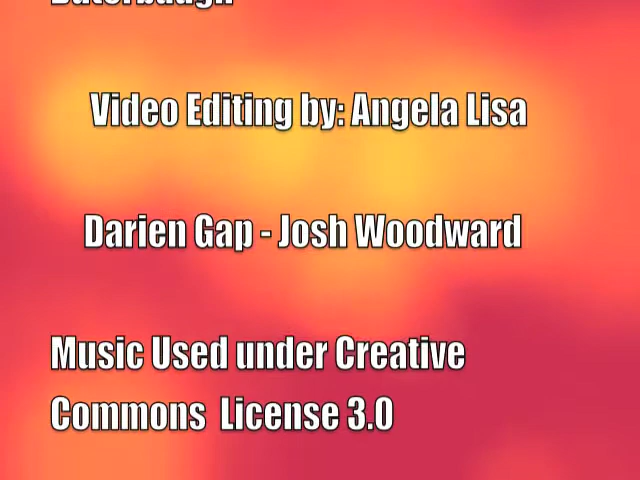 Video Editing by: Angela Lisa
Darien Gap - Josh Woodward
Music Used under Creative
Commons License 3.0